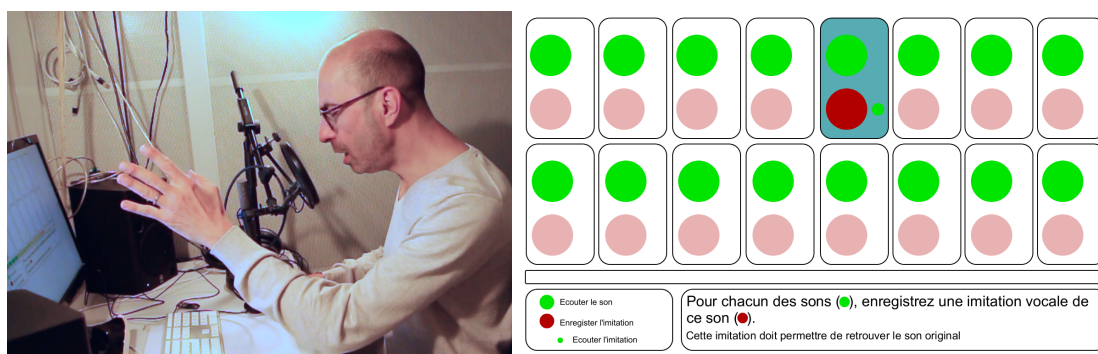 Ecouter le son
Enregister l'imitation
Ecouter l'imitation
Pour chacun des sons (), enregistrez une imitation vocale de
ce son ().
Cette imitation doit permettre de retrouver le son original